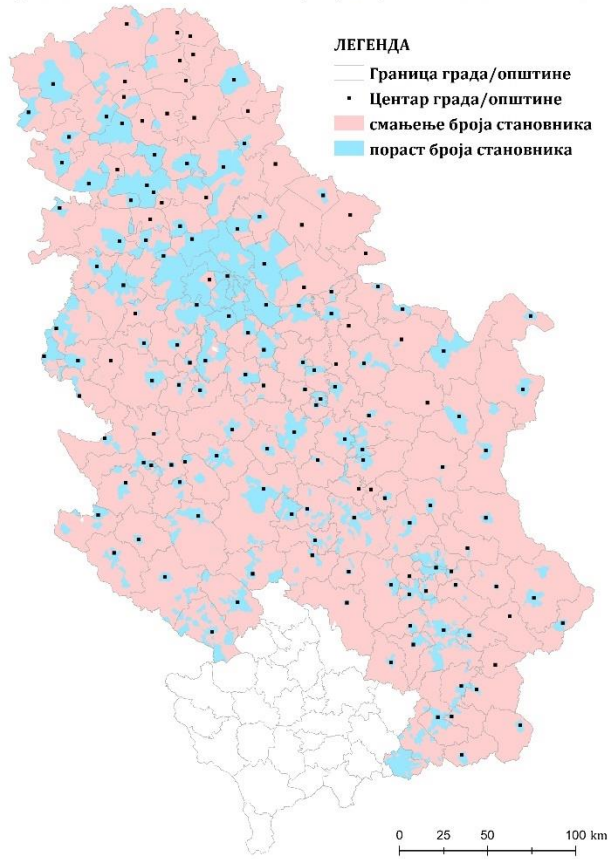 ЛЕГЕНДА
Граница града/општине
Центар града/општине
смањење броја становника
пораст броја становника
0 25 50 100 km